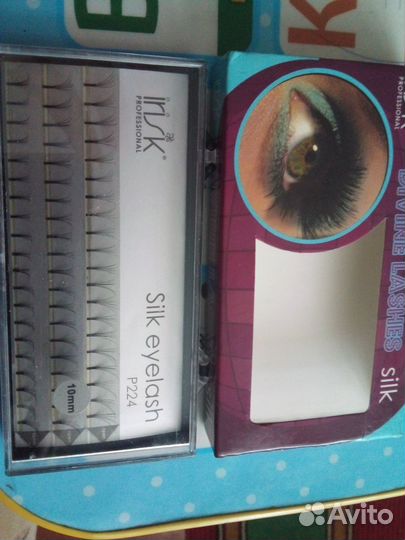 irisk®
PROFESSIONAL
Silk eyelash
P224
10mm
PROFESSIONAL
DIVINE LASHES
silk
K
Avito